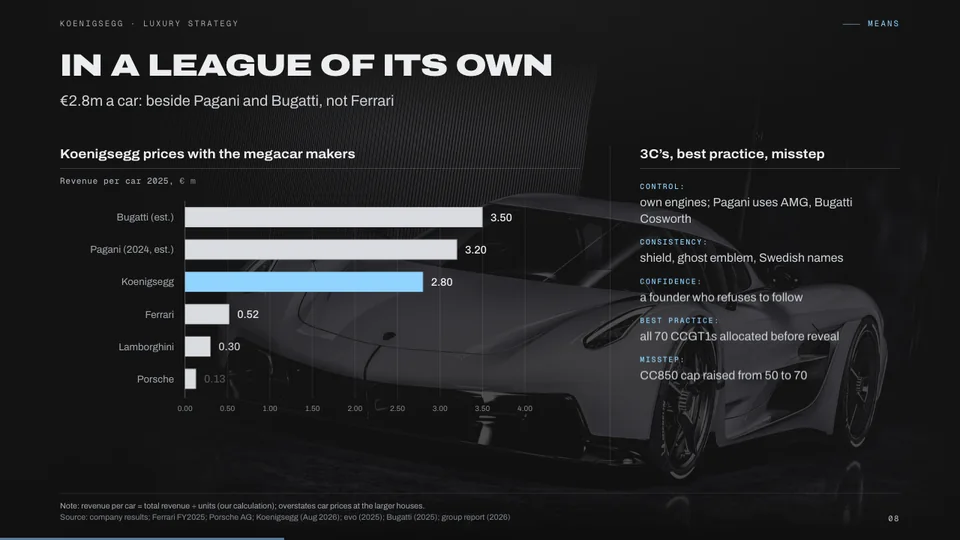 KOENIGSEGG · LUXURY STRATEGY
MEANS
IN A LEAGUE OF ITS OWN
€2.8m a car: beside Pagani and Bugatti, not Ferrari
Koenigsegg prices with the megacar makers
Revenue per car 2025, € m
Bugatti (est.) 3.50
Pagani (2024, est.) 3.20
Koenigsegg 2.80
Ferrari 0.52
Lamborghini 0.30
Porsche 0.13
0.00 0.50 1.00 1.50 2.00 2.50 3.00 3.50 4.00
3C's, best practice, misstep
CONTROL:
own engines; Pagani uses AMG, Bugatti
Cosworth
CONSISTENCY:
shield, ghost emblem, Swedish names
CONFIDENCE:
a founder who refuses to follow
BEST PRACTICE:
all 70 CCGT1s allocated before reveal
MISSTEP:
CC850 cap raised from 50 to 70
Note: revenue per car = total revenue ÷ units (our calculation); overstates car prices at the larger houses.
Source: company results; Ferrari FY2025; Porsche AG; Koenigsegg (Aug 2026); evo (2025); Bugatti (2025); group report (2026)
08